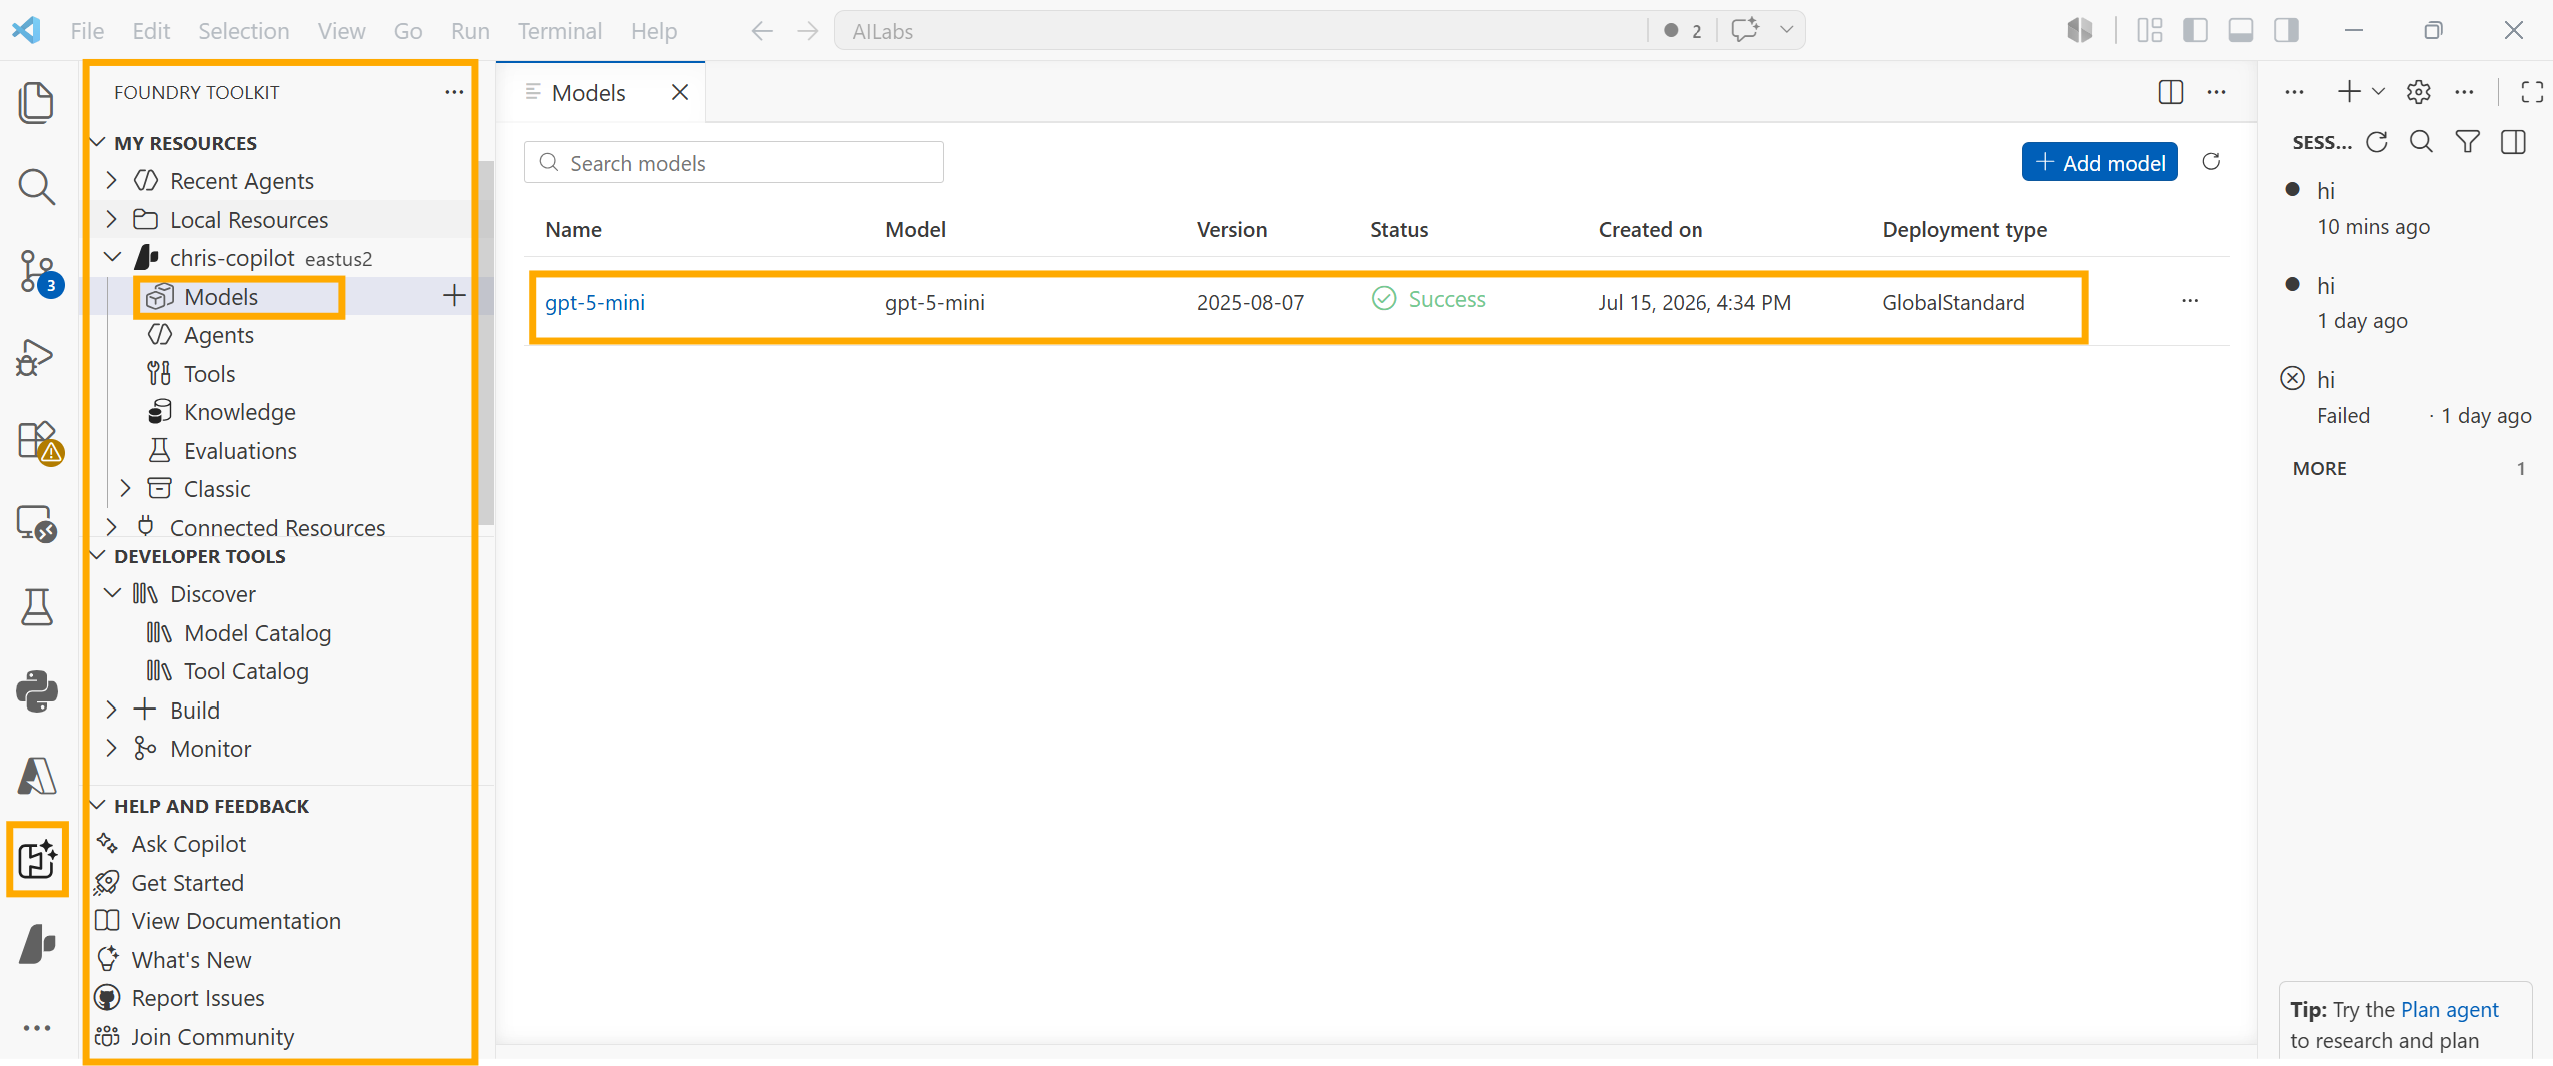 File Edit Selection View Go Run Terminal Help
AILabs
2
FOUNDRY TOOLKIT
MY RESOURCES
Recent Agents
Local Resources
chris-copilot eastus2
Models
Agents
Tools
Knowledge
Evaluations
Classic
Connected Resources
DEVELOPER TOOLS
Discover
Model Catalog
Tool Catalog
Build
Monitor
HELP AND FEEDBACK
Ask Copilot
Get Started
View Documentation
What's New
Report Issues
Join Community
3
Models
Search models
Add model
Name Model Version Status Created on Deployment type
gpt-5-mini gpt-5-mini 2025-08-07 Success Jul 15, 2026, 4:34 PM GlobalStandard
SESS...
hi
10 mins ago
hi
1 day ago
hi
Failed · 1 day ago
MORE 1
Tip: Try the Plan agent
to research and plan